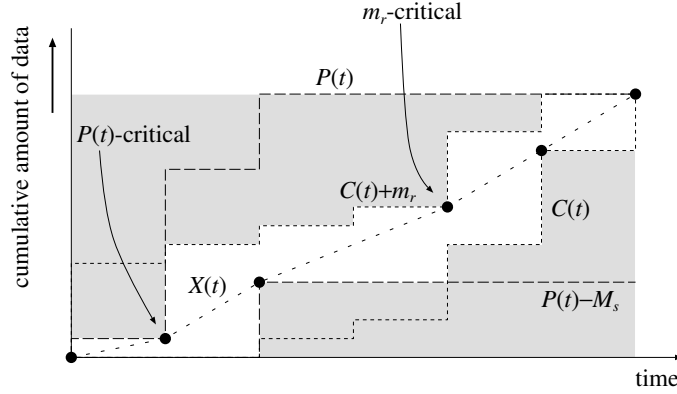 m_r-critical
cumulative amount of data
P(t)
P(t)-critical
C(t)+m_r
C(t)
X(t)
P(t)−M_s
time